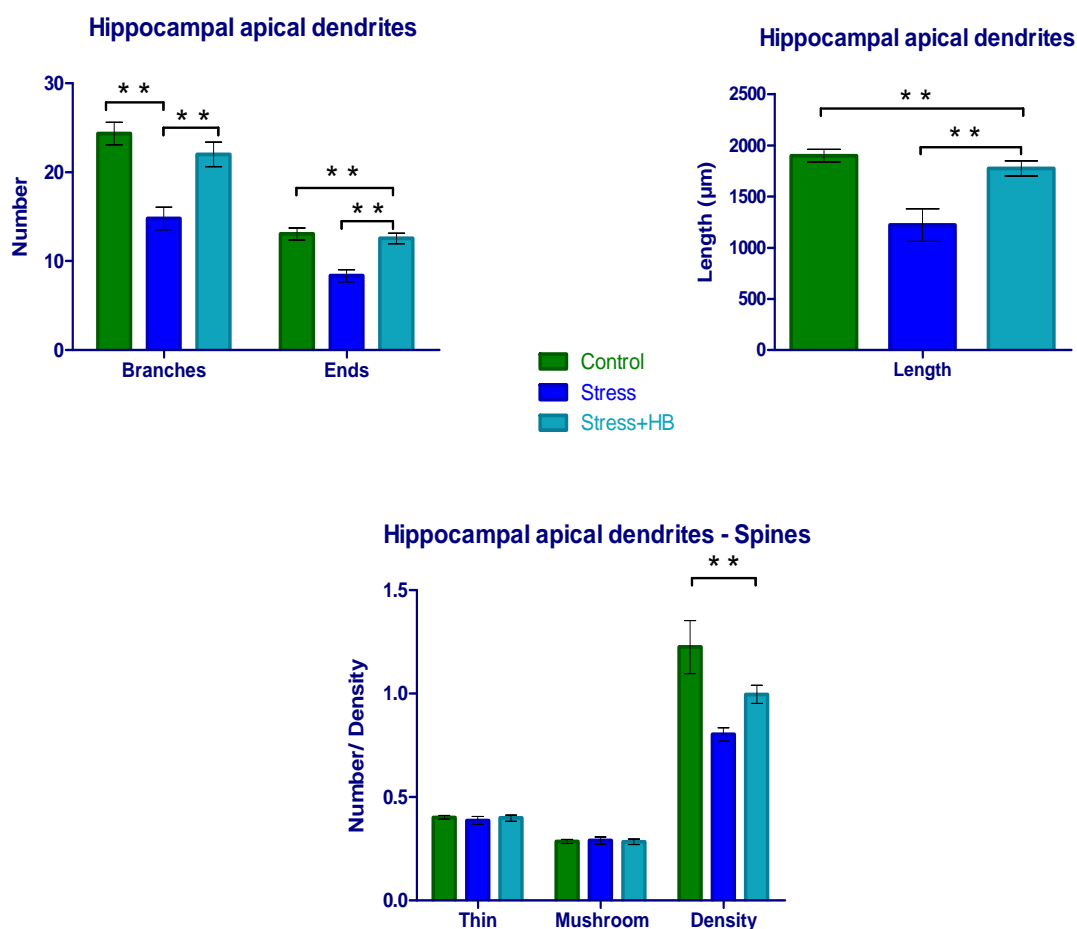 Hippocampal apical dendrites
Number
30
20
10
0
* *
* *
* *
* *
Branches
Ends
Hippocampal apical dendrites
Length (µm)
2500
2000
1500
1000
500
0
* *
* *
Length
Control
Stress
Stress+HB
Hippocampal apical dendrites - Spines
Number/ Density
1.5
1.0
0.5
0.0
* *
Thin
Mushroom
Density